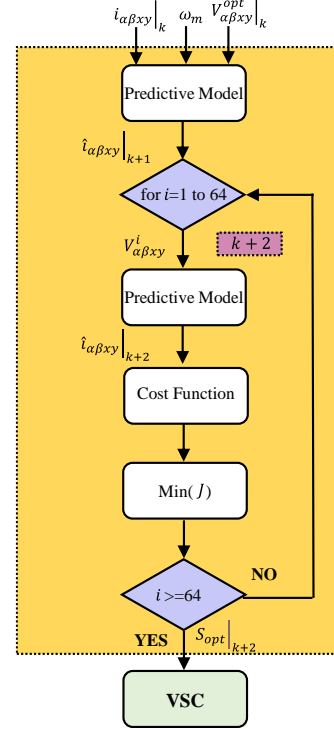 i_{αβxy}|_k   ω_m   V^{opt}_{αβxy}|_k
Predictive Model
î_{αβxy}|_{k+1}
for i=1 to 64
V^i_{αβxy}
k + 2
Predictive Model
î_{αβxy}|_{k+2}
Cost Function
Min( J )
NO
i >=64
YES
S_{opt}|_{k+2}
VSC